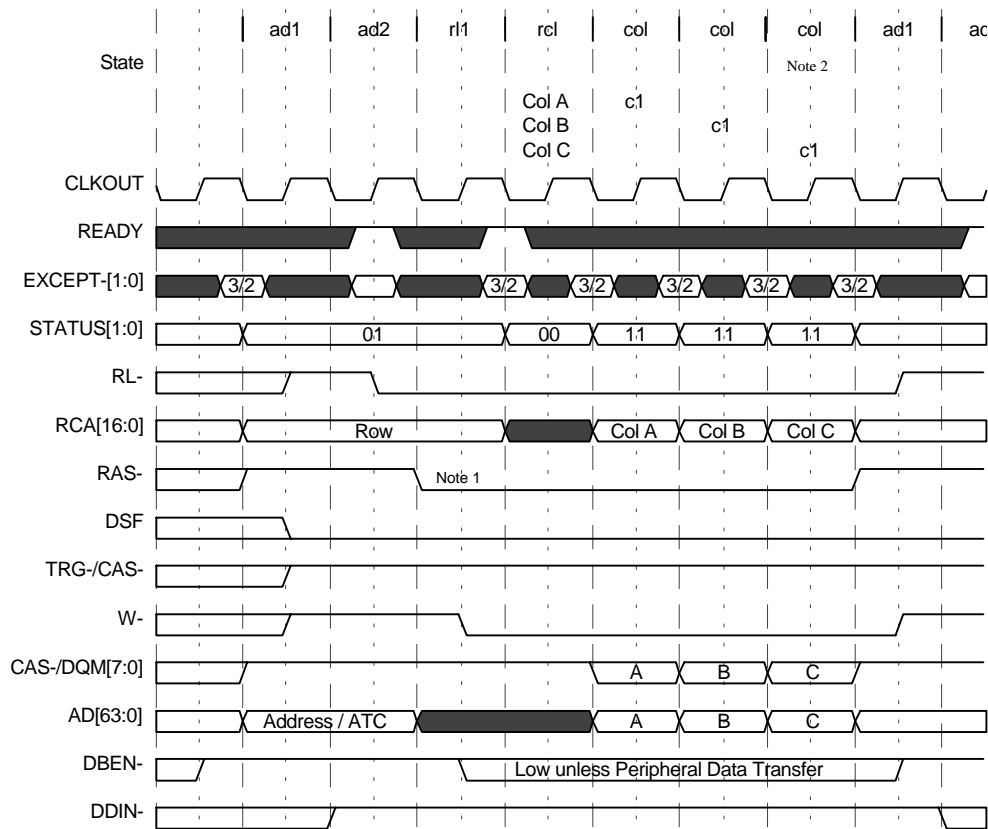 ad1 ad2 rl1 rcl col col col ad1 ad
State Note 2
Col A c1
Col B c1
Col C c1
CLKOUT
READY
EXCEPT-[1:0] 3/2 3/2 3/2 3/2 3/2 3/2
STATUS[1:0] 01 00 11 11 11
RL-
RCA[16:0] Row Col A Col B Col C
RAS- Note 1
DSF
TRG-/CAS-
W-
CAS-/DQM[7:0] A B C
AD[63:0] Address / ATC A B C
DBEN- Low unless Peripheral Data Transfer
DDIN-